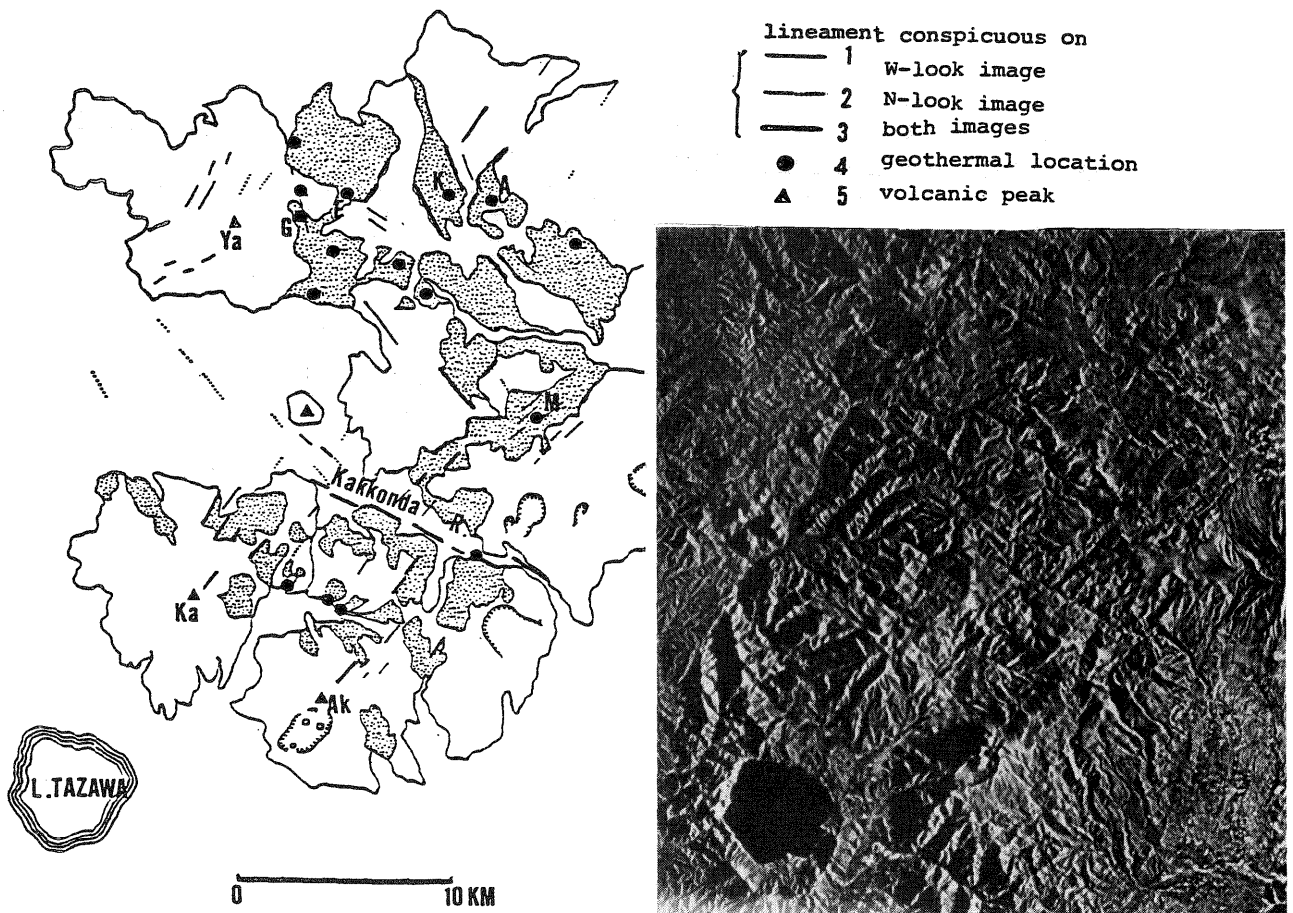 lineament conspicuous on
1 W-look image
2 N-look image
3 both images
4 geothermal location
5 volcanic peak
K
A
E
G
Ya
M
Kakkonda
R.
Ka
Ak
L.TAZAWA
0 10 KM